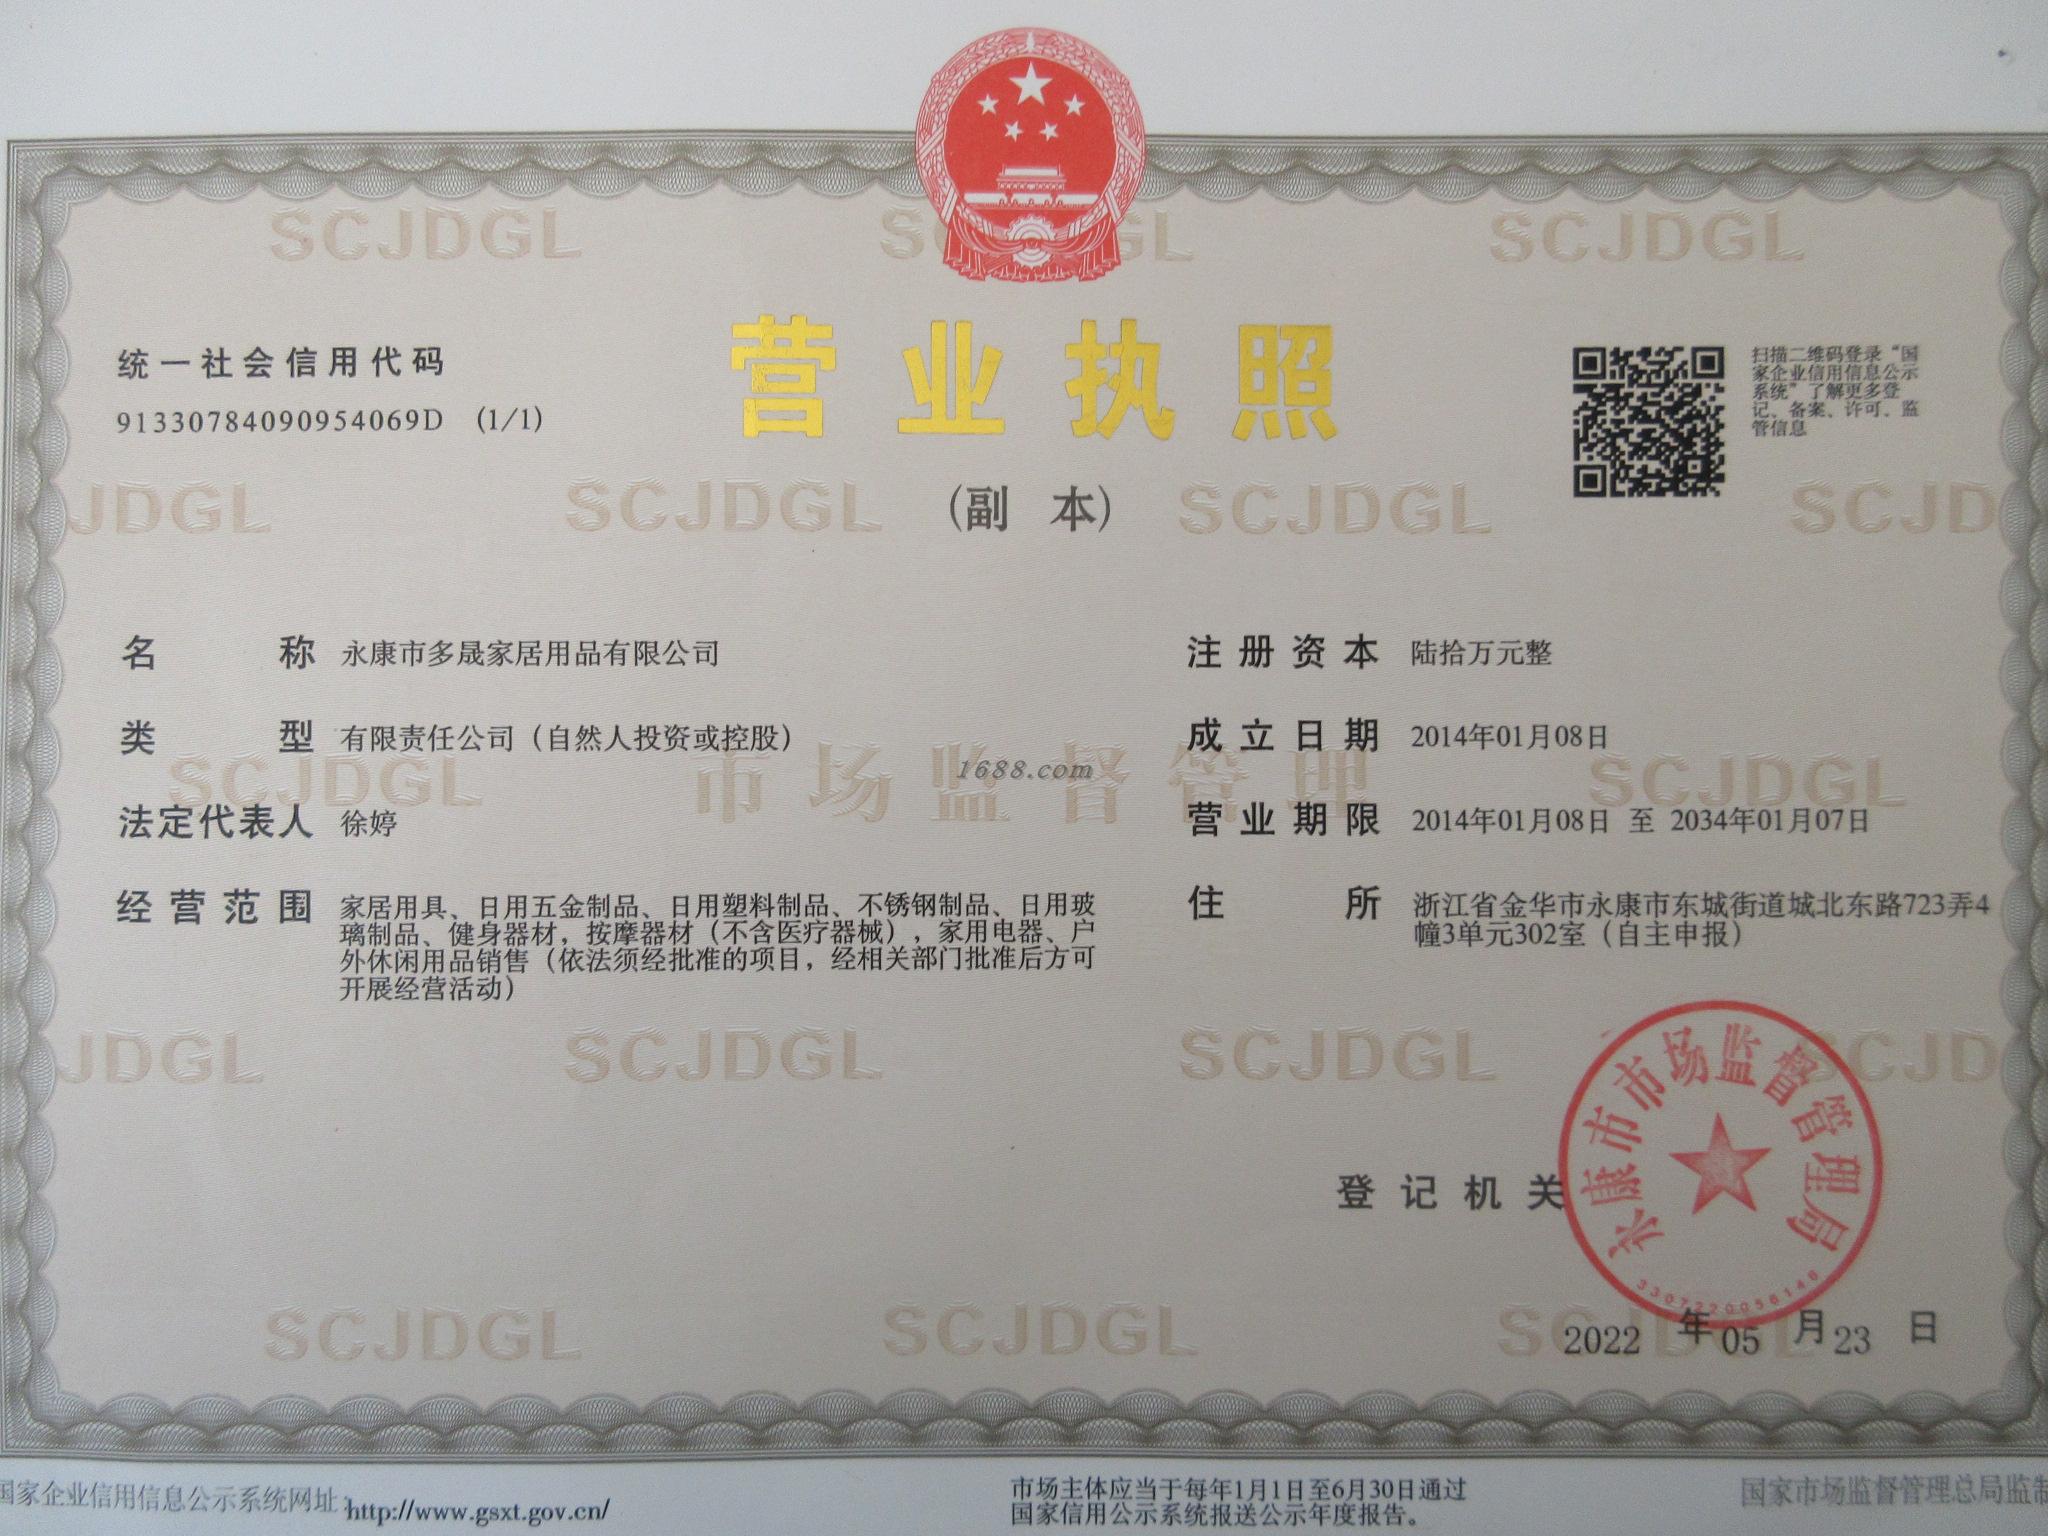 SCJDGL
SCJDGL
SCJDGL
营业执照
(副 本)
统一社会信用代码
91330784090954069D (1/1)
扫描二维码登录“国
家企业信用信息公示
系统”了解更多登
记、备案、许可、监
管信息
JDGL
SCJDGL
SCJDGL
SCJD
名 称 永康市多晟家居用品有限公司
类 型 有限责任公司（自然人投资或控股）
法定代表人 徐婷
经营范围 家居用具、日用五金制品、日用塑料制品、不锈钢制品、日用玻
璃制品、健身器材，按摩器材（不含医疗器械），家用电器、户
外休闲用品销售（依法须经批准的项目，经相关部门批准后方可
开展经营活动）
注册资本 陆拾万元整
成立日期 2014年01月08日
营业期限 2014年01月08日 至 2034年01月07日
住 所 浙江省金华市永康市东城街道城北东路723弄4
幢3单元302室（自主申报）
SCJDGL
市场监督管理
SCJDGL
1688.com
JDGL
SCJDGL
SCJDGL
SCJD
登记机关
永康市市场监督管理局
3307220056146
2022 年 05 月 23 日
SCJDGL
SCJDGL
SCJDGL
国家企业信用信息公示系统网址：http://www.gsxt.gov.cn/
市场主体应当于每年1月1日至6月30日通过
国家信用公示系统报送公示年度报告。
国家市场监督管理总局监制